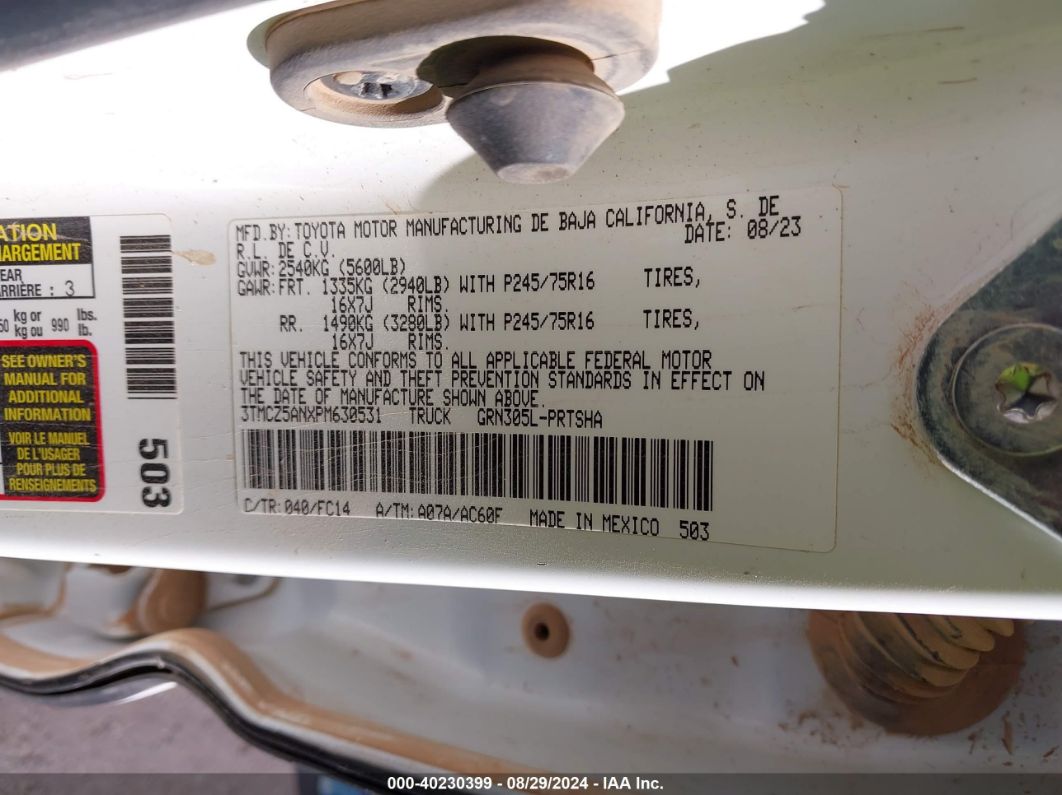 ATION
HARGEMENT
EAR
ARRIÈRE : 3
kg or lbs.
kg ou 990 lb.
SEE OWNER'S
MANUAL FOR
ADDITIONAL
INFORMATION
VOIR LE MANUEL
DE L'USAGER
POUR PLUS DE
RENSEIGNEMENTS
503
MFD.BY:TOYOTA MOTOR MANUFACTURING DE BAJA CALIFORNIA, S. DE
R.L. DE C.V. DATE: 08/23
GVWR:2540KG (5600LB)
GAWR:FRT. 1335KG (2940LB) WITH P245/75R16 TIRES,
16X7J RIMS.
RR. 1490KG (3280LB) WITH P245/75R16 TIRES,
16X7J RIMS.
THIS VEHICLE CONFORMS TO ALL APPLICABLE FEDERAL MOTOR
VEHICLE SAFETY AND THEFT PREVENTION STANDARDS IN EFFECT ON
THE DATE OF MANUFACTURE SHOWN ABOVE.
3TMCZ5ANXPM630531 TRUCK GRN305L-PRTSHA
C/TR:040/FC14 A/TM:A07A/AC60F MADE IN MEXICO 503
000-40230399 - 08/29/2024 - IAA Inc.